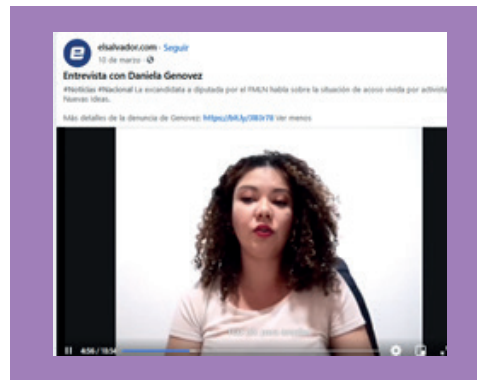 elsalvador.com · Seguir
10 de marzo ·
Entrevista con Daniela Genovez
#Noticias #Nacional La excandidata a diputada por el FMLN habla sobre la situación de acoso vivida por activista
Nuevas Ideas.
Más detalles de la denuncia de Genovez: Ver menos
4:56 / 15:54